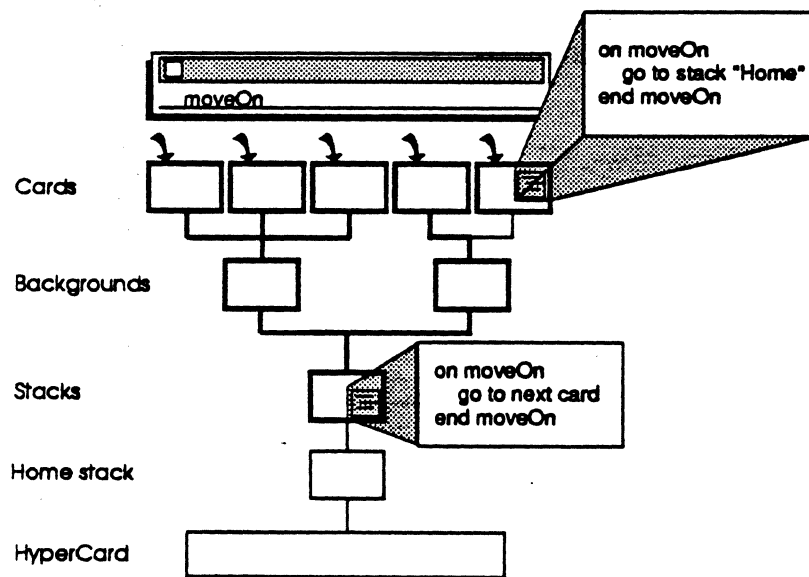 on moveOn
go to stack "Home"
end moveOn
moveOn
Cards
Backgrounds
on moveOn
go to next card
end moveOn
Stacks
Home stack
HyperCard